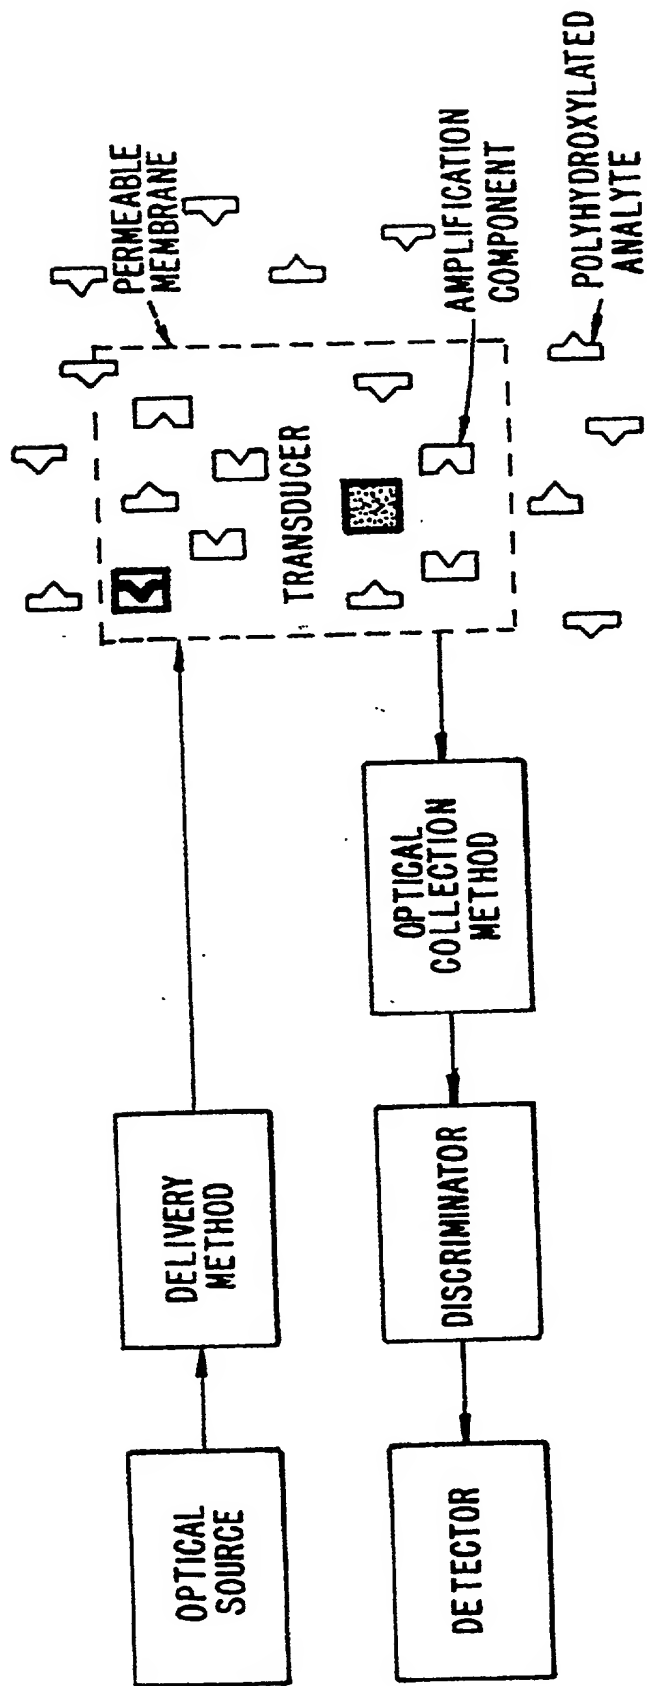 OPTICAL
SOURCE
DELIVERY
METHOD
TRANSDUCER
PERMEABLE
MEMBRANE
AMPLIFICATION
COMPONENT
POLYHYDROXYLATED
ANALYTE
OPTICAL
COLLECTION
METHOD
DISCRIMINATOR
DETECTOR